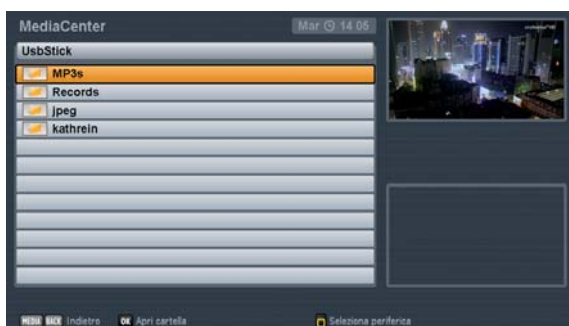 MediaCenter
Mar 14 05
UsbStick
MP3s
Records
jpeg
kathrein
MEDIA BACK Indietro OK Apri cartella Seleziona periferica